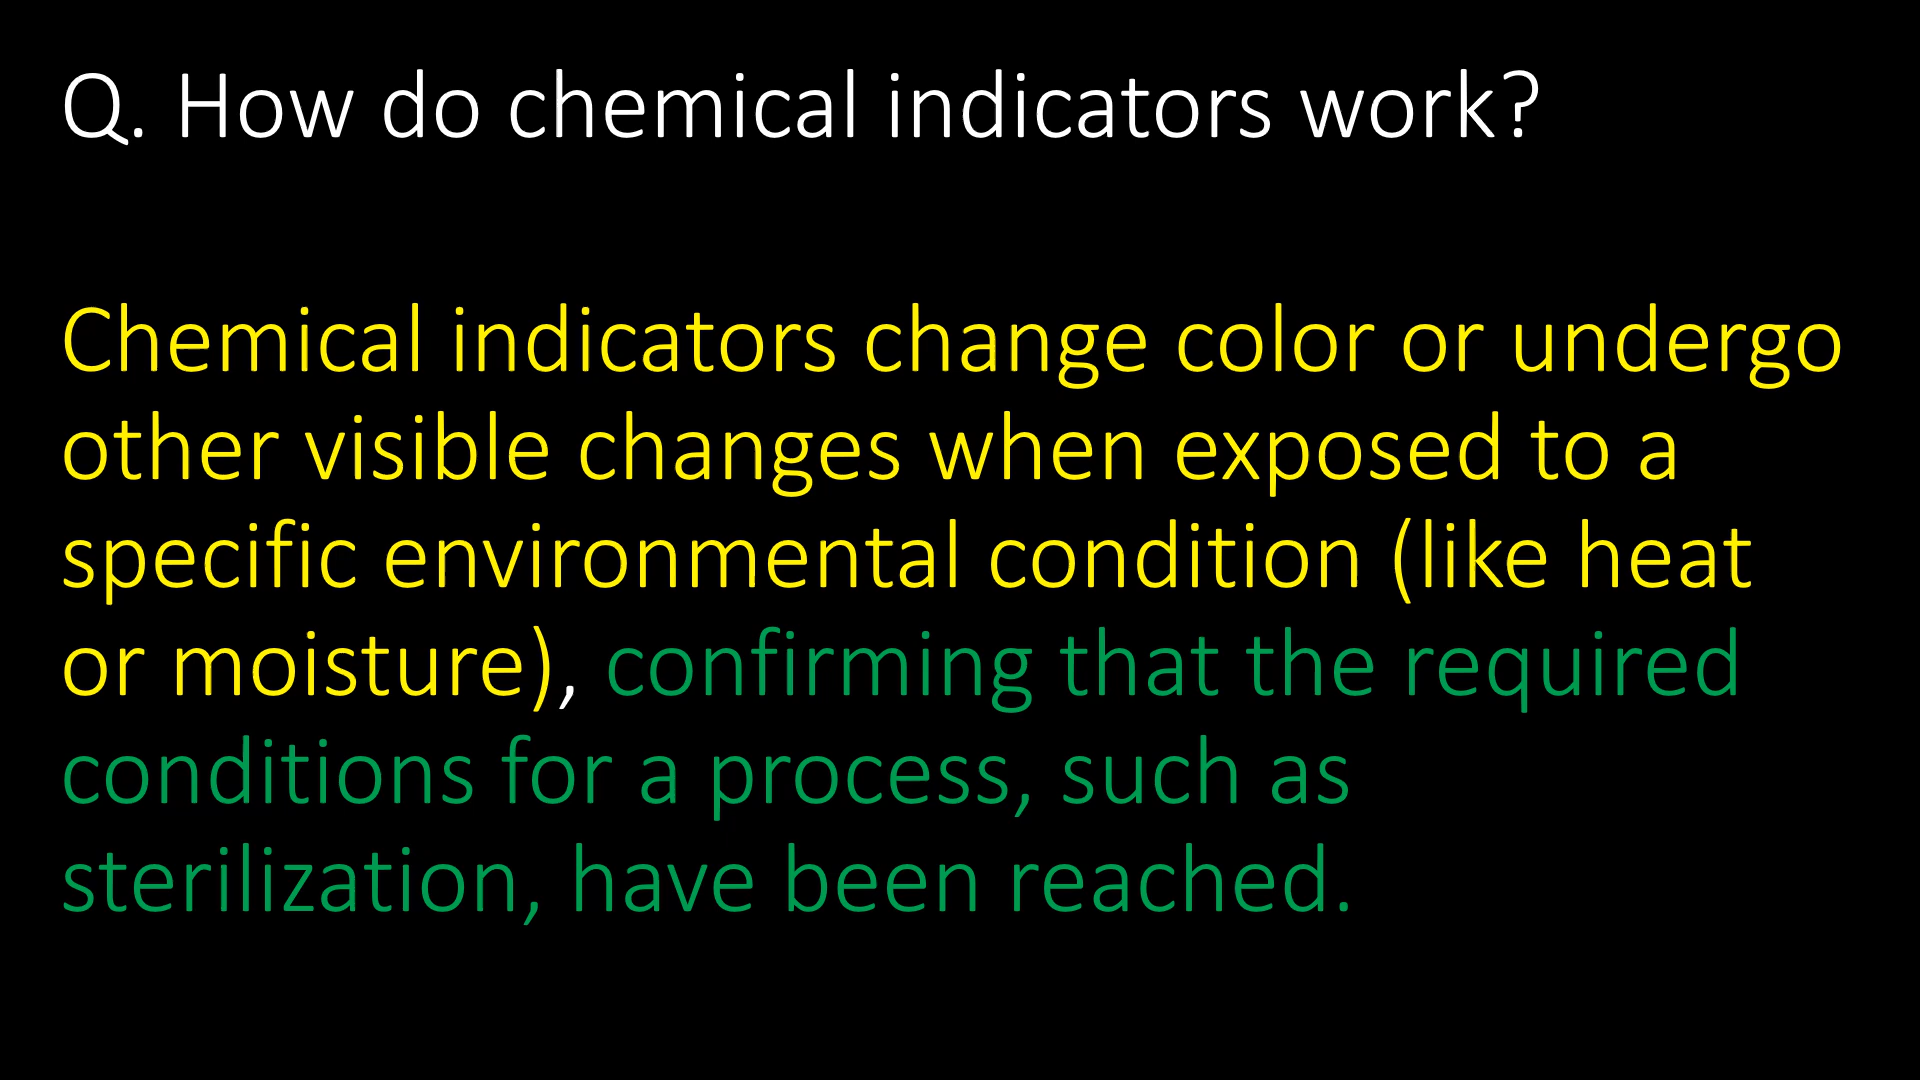 Q. How do chemical indicators work?
Chemical indicators change color or undergo
other visible changes when exposed to a
specific environmental condition (like heat
or moisture), confirming that the required
conditions for a process, such as
sterilization, have been reached.